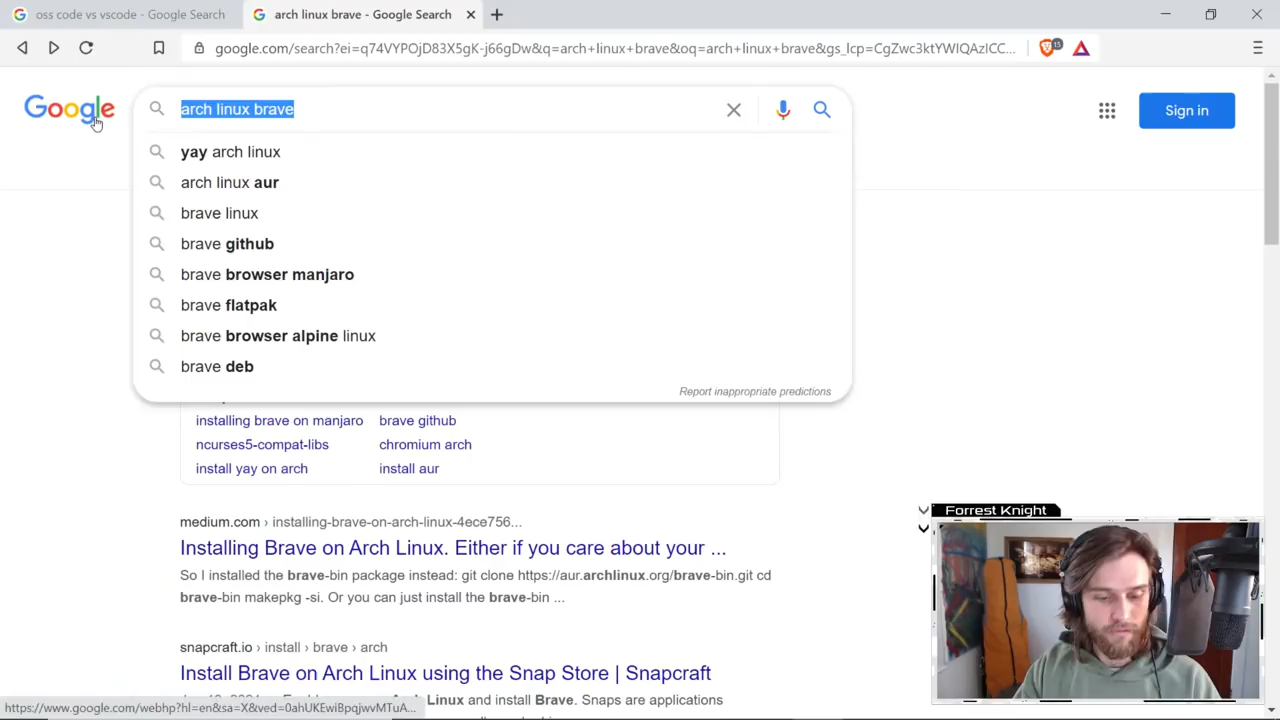 oss code vs vscode - Google Search
arch linux brave - Google Search
google.com/search?ei=q74VYPOjD83X5gK-j66gDw&q=arch+linux+brave&oq=arch+linux+brave&gs_lcp=CgZwc3ktYWIQAzICC...
15
Google
arch linux brave
Sign in
yay arch linux
arch linux aur
brave linux
brave github
brave browser manjaro
brave flatpak
brave browser alpine linux
brave deb
Report inappropriate predictions
installing brave on manjaro
brave github
ncurses5-compat-libs
chromium arch
install yay on arch
install aur
medium.com › installing-brave-on-arch-linux-4ece756...
Installing Brave on Arch Linux. Either if you care about your ...
So I installed the brave-bin package instead: git clone https://aur.archlinux.org/brave-bin.git cd
brave-bin makepkg -si. Or you can just install the brave-bin ...
snapcraft.io › install › brave › arch
Install Brave on Arch Linux using the Snap Store | Snapcraft
Linux and install Brave. Snaps are applications
Forrest Knight
https://www.google.com/webhp?hl=en&sa=X&ved=0ahUKEwiBpqjwvMTuA...